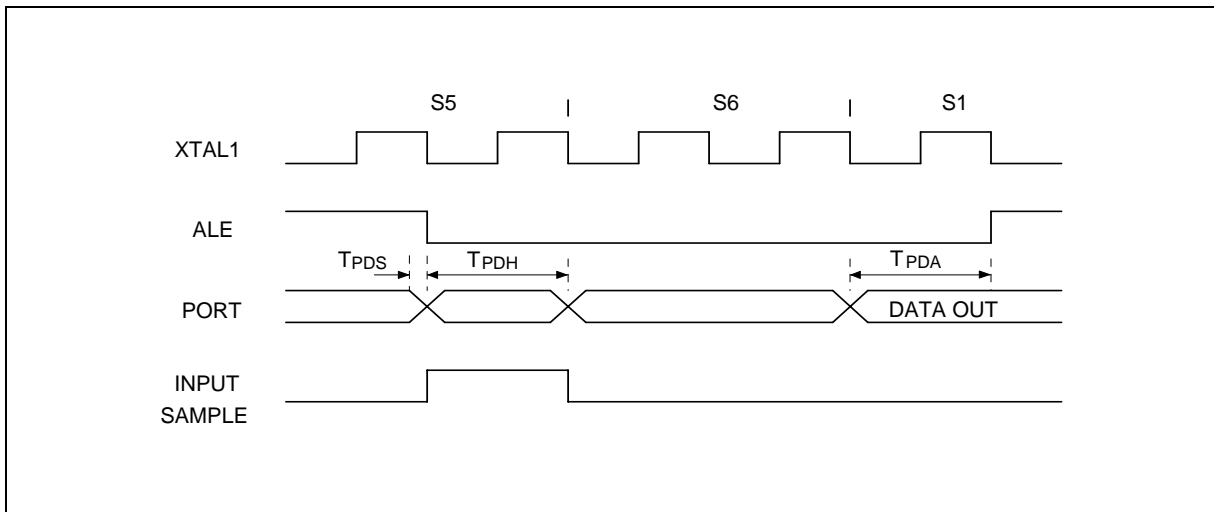 S5 | S6 | S1
XTAL1
ALE
TPDS TPDH TPDA
PORT DATA OUT
INPUT
SAMPLE